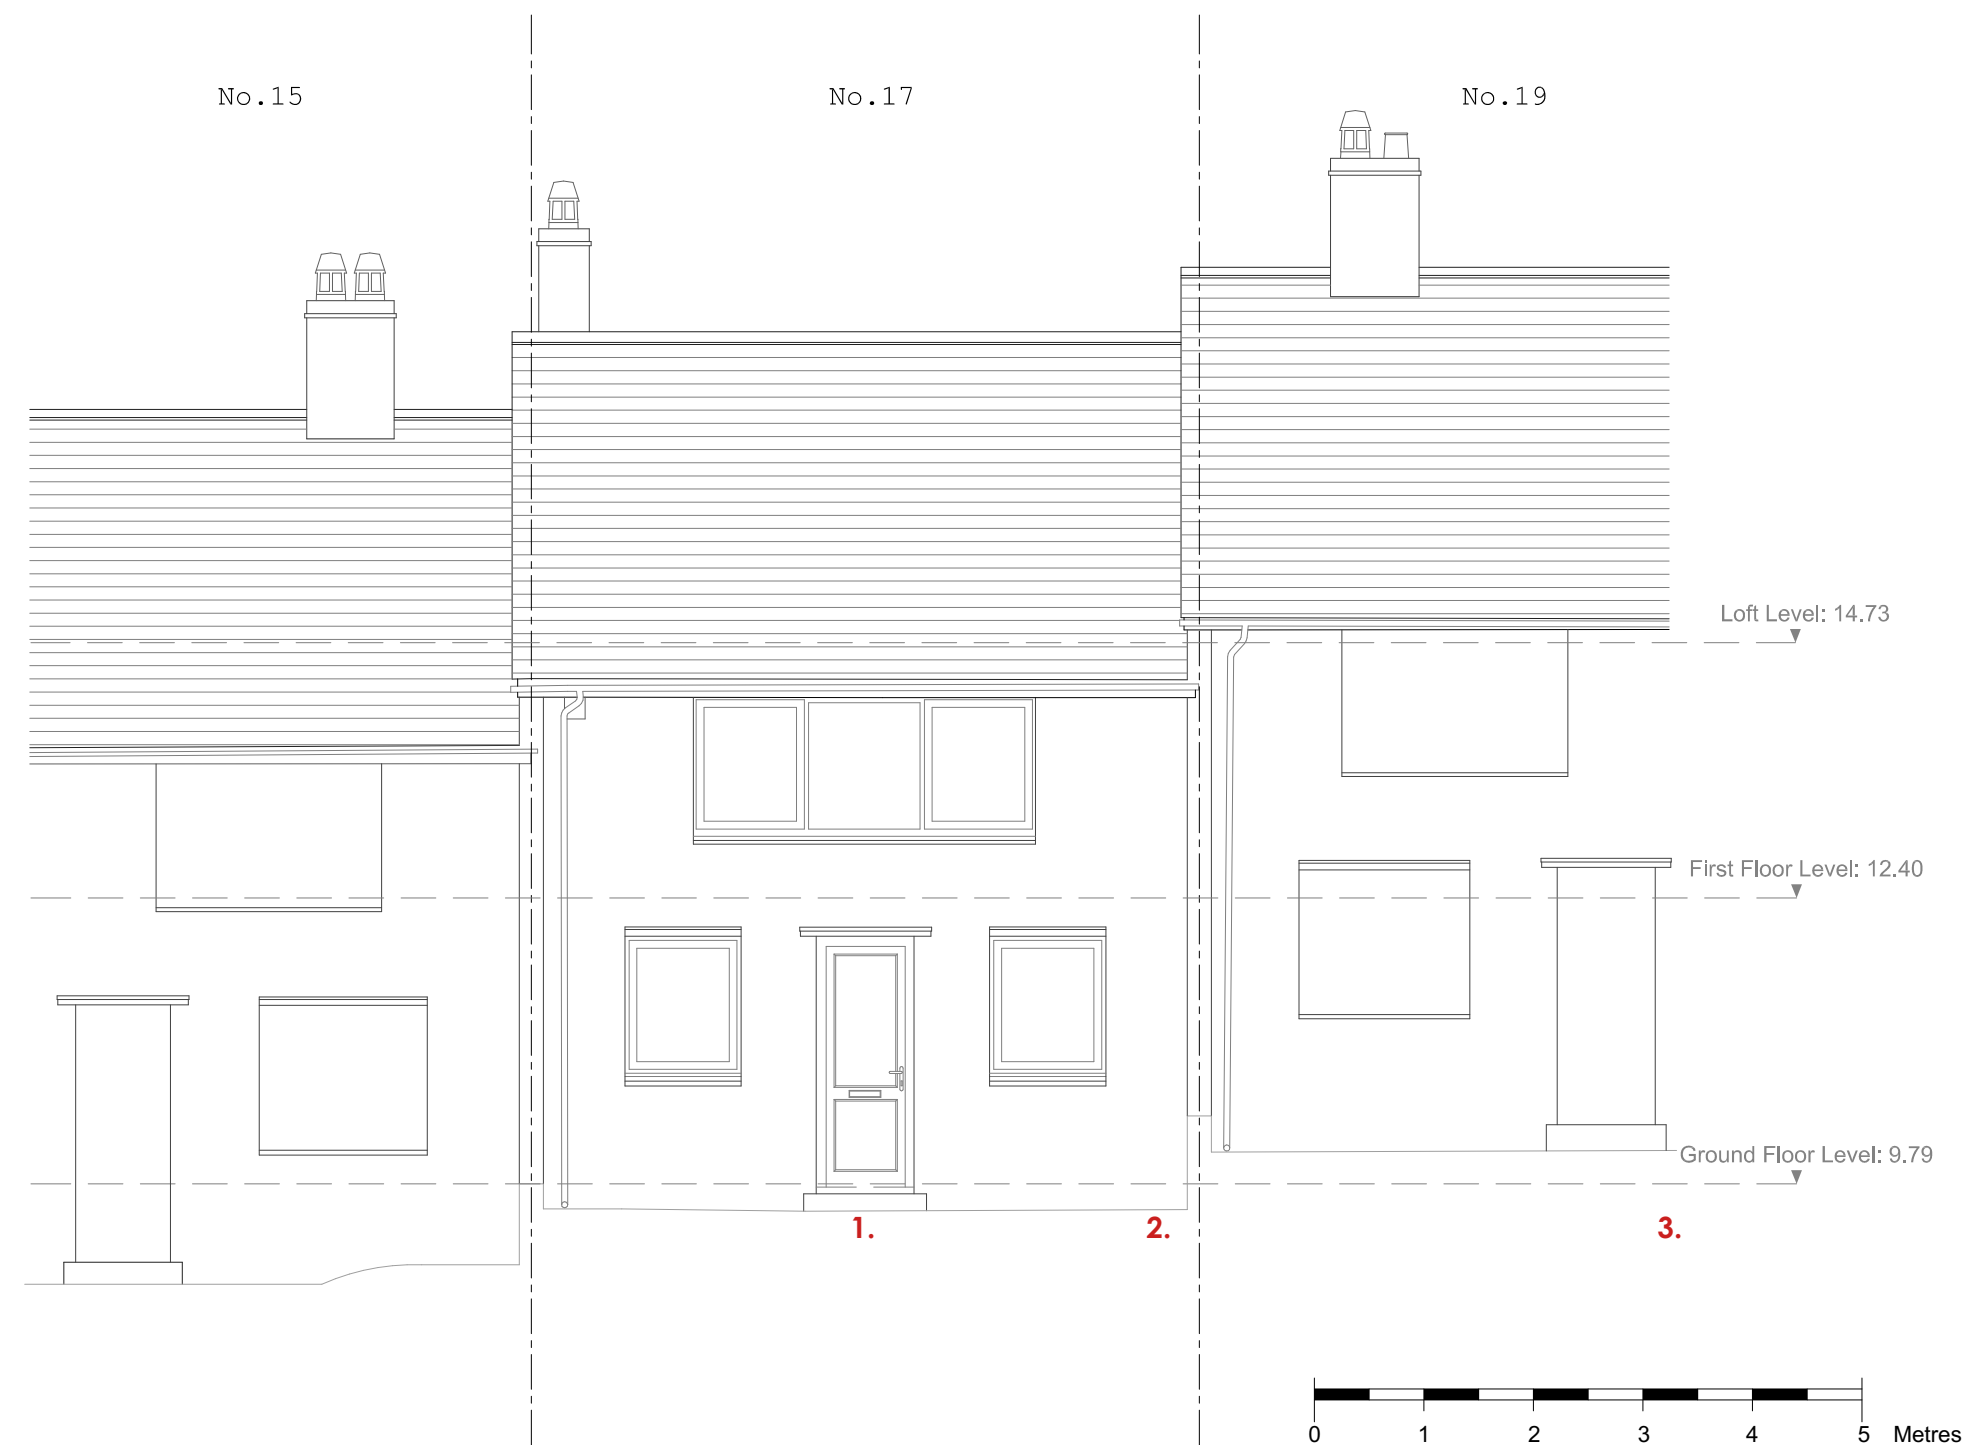 No.15
No.17
No.19
Loft Level: 14.73
First Floor Level: 12.40
Ground Floor Level: 9.79
1.
2.
3.
0 1 2 3 4 5 Metres